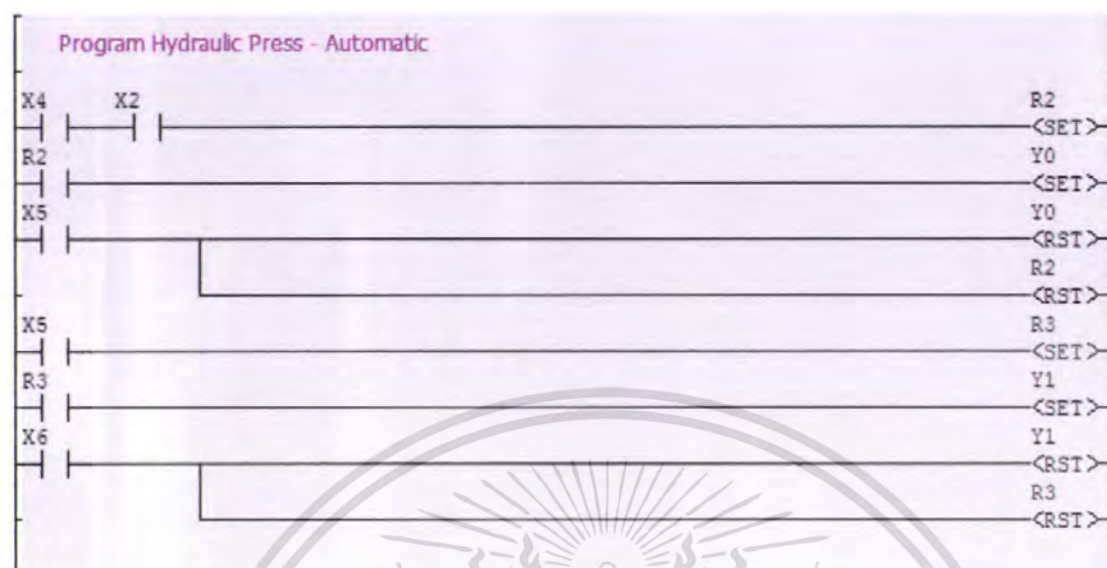 Program Hydraulic Press - Automatic
X4 X2 R2
<SET>
R2 Y0
<SET>
X5 Y0
<RST>
R2
<RST>
X5 R3
<SET>
R3 Y1
<SET>
X6 Y1
<RST>
R3
<RST>